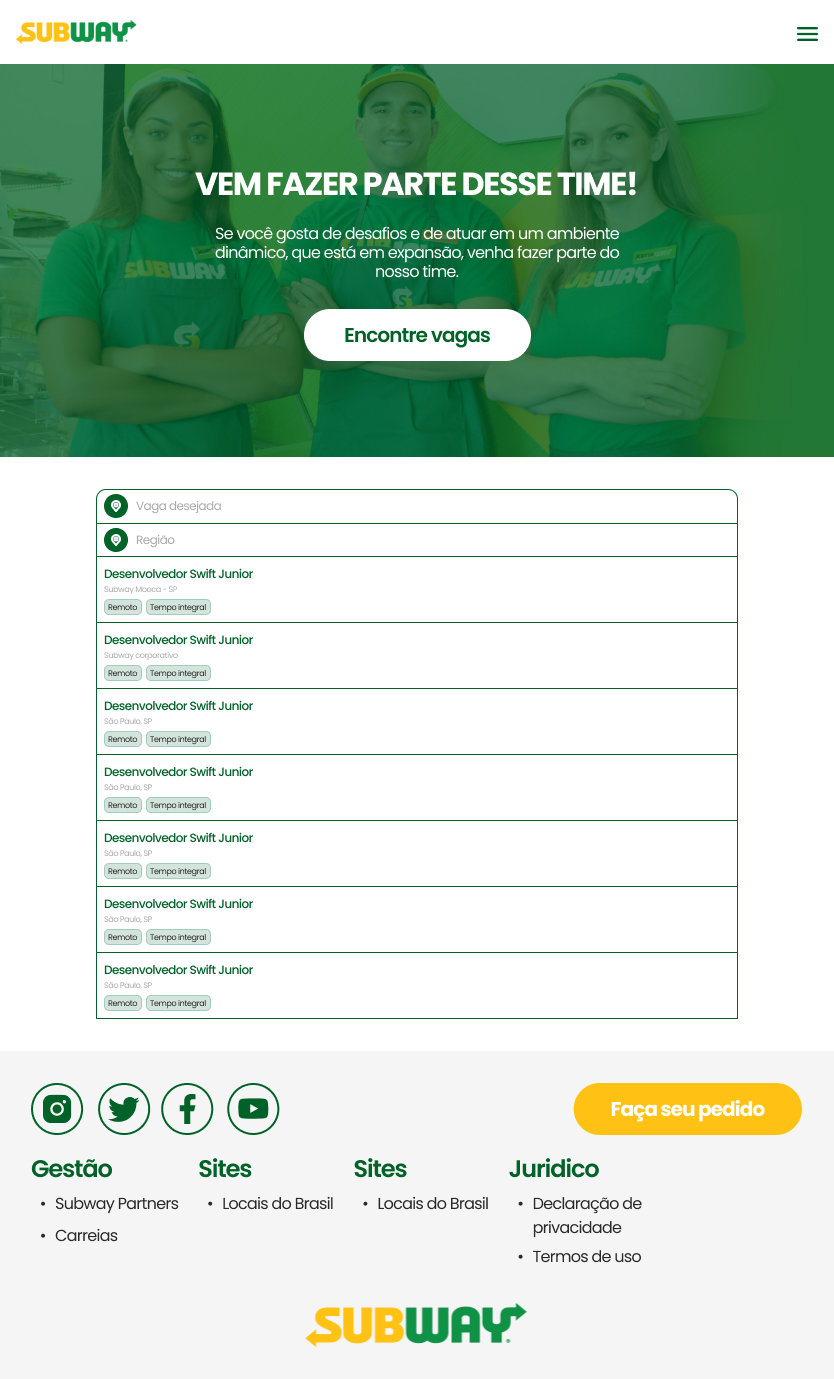 SUBWAY
VEM FAZER PARTE DESSE TIME!
Se você gosta de desafios e de atuar em um ambiente
dinâmico, que está em expansão, venha fazer parte do
nosso time.
SUBWAY
SUBWAY
Encontre vagas
Vaga desejada
Região
Desenvolvedor Swift Junior
Subway Mooca - SP
Remoto Tempo integral
Desenvolvedor Swift Junior
Subway corporativo
Remoto Tempo integral
Desenvolvedor Swift Junior
São Paulo, SP
Remoto Tempo integral
Desenvolvedor Swift Junior
São Paulo, SP
Remoto Tempo integral
Desenvolvedor Swift Junior
São Paulo, SP
Remoto Tempo integral
Desenvolvedor Swift Junior
São Paulo, SP
Remoto Tempo integral
Desenvolvedor Swift Junior
São Paulo, SP
Remoto Tempo integral
Faça seu pedido
Gestão
• Subway Partners
• Carreias
Sites
• Locais do Brasil
Sites
• Locais do Brasil
Juridico
• Declaração de
privacidade
• Termos de uso
SUBWAY